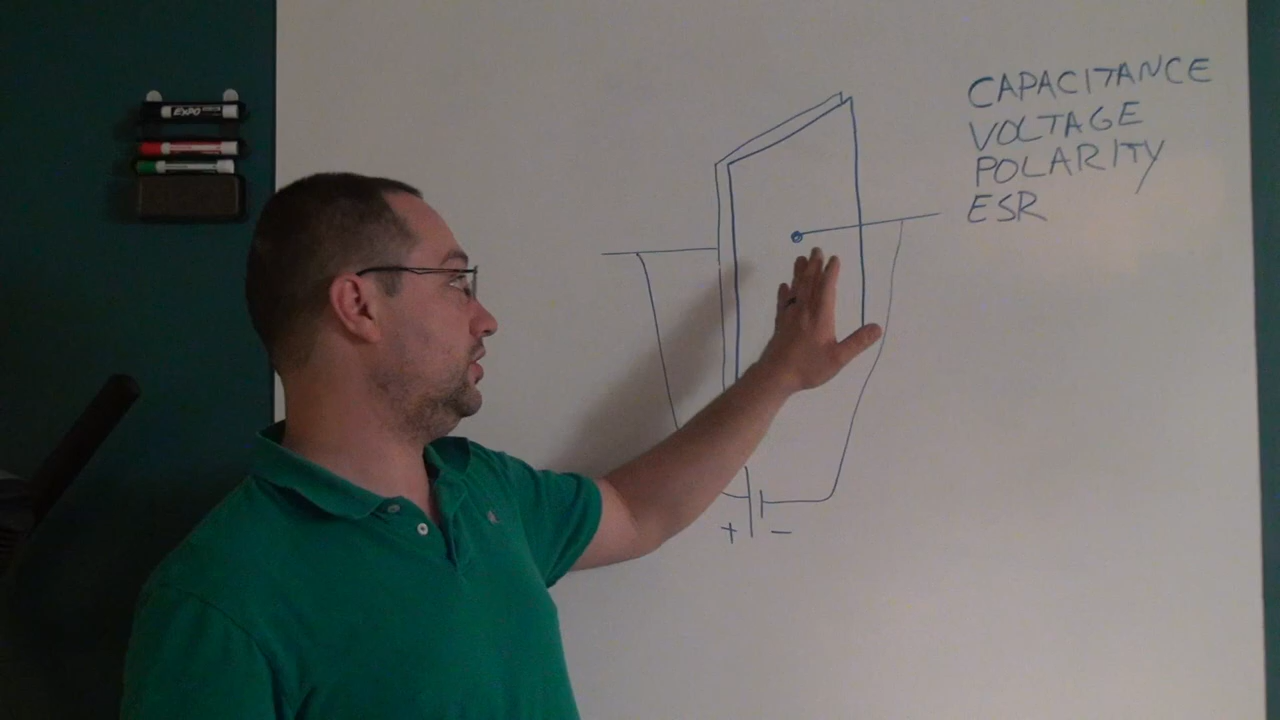 EXPO
CAPACITANCE
VOLTAGE
POLARITY
ESR
+ -